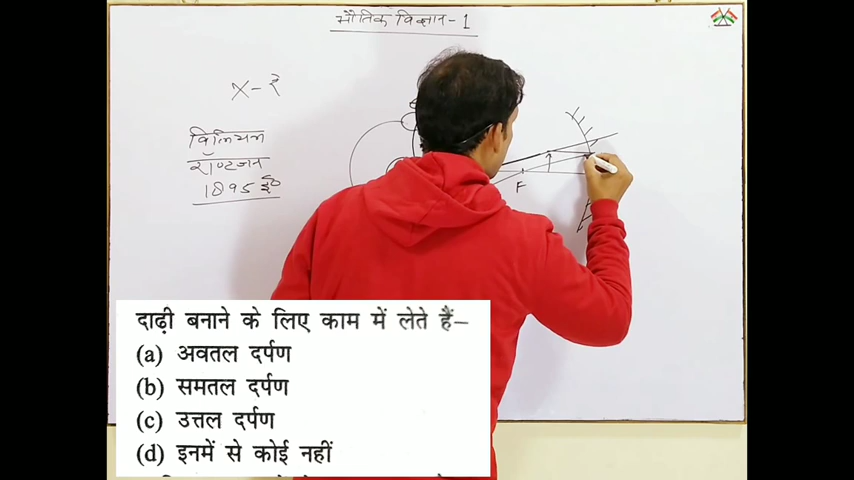 भौतिक विज्ञान - 1
X - रे
विलियम
राण्टजन
1895 ई०
F
दाढ़ी बनाने के लिए काम में लेते हैं–
(a) अवतल दर्पण
(b) समतल दर्पण
(c) उत्तल दर्पण
(d) इनमें से कोई नहीं